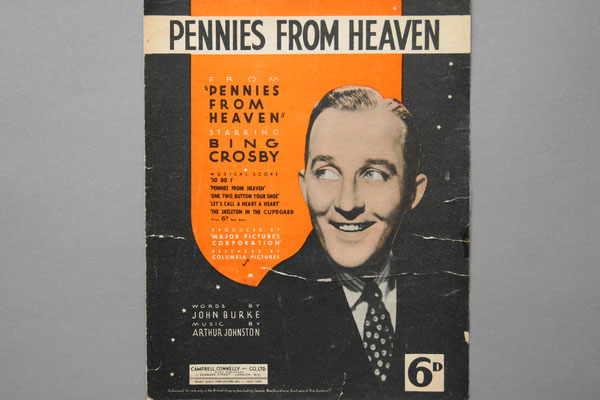 PENNIES FROM HEAVEN
FROM
"PENNIES
FROM
HEAVEN"
STARRING
BING
CROSBY
MUSICAL SCORE
'SO DO I'
'PENNIES FROM HEAVEN'
'ONE, TWO, BUTTON YOUR SHOE'
'LET'S CALL A HEART A HEART'
'THE SKELETON IN THE CUPBOARD'
PRODUCED BY
'MAJOR PICTURES
CORPORATION'
RELEASED BY
COLUMBIA PICTURES
WORDS BY
JOHN BURKE
MUSIC BY
ARTHUR JOHNSTON
CAMPBELL, CONNELLY CO. LTD.
6D